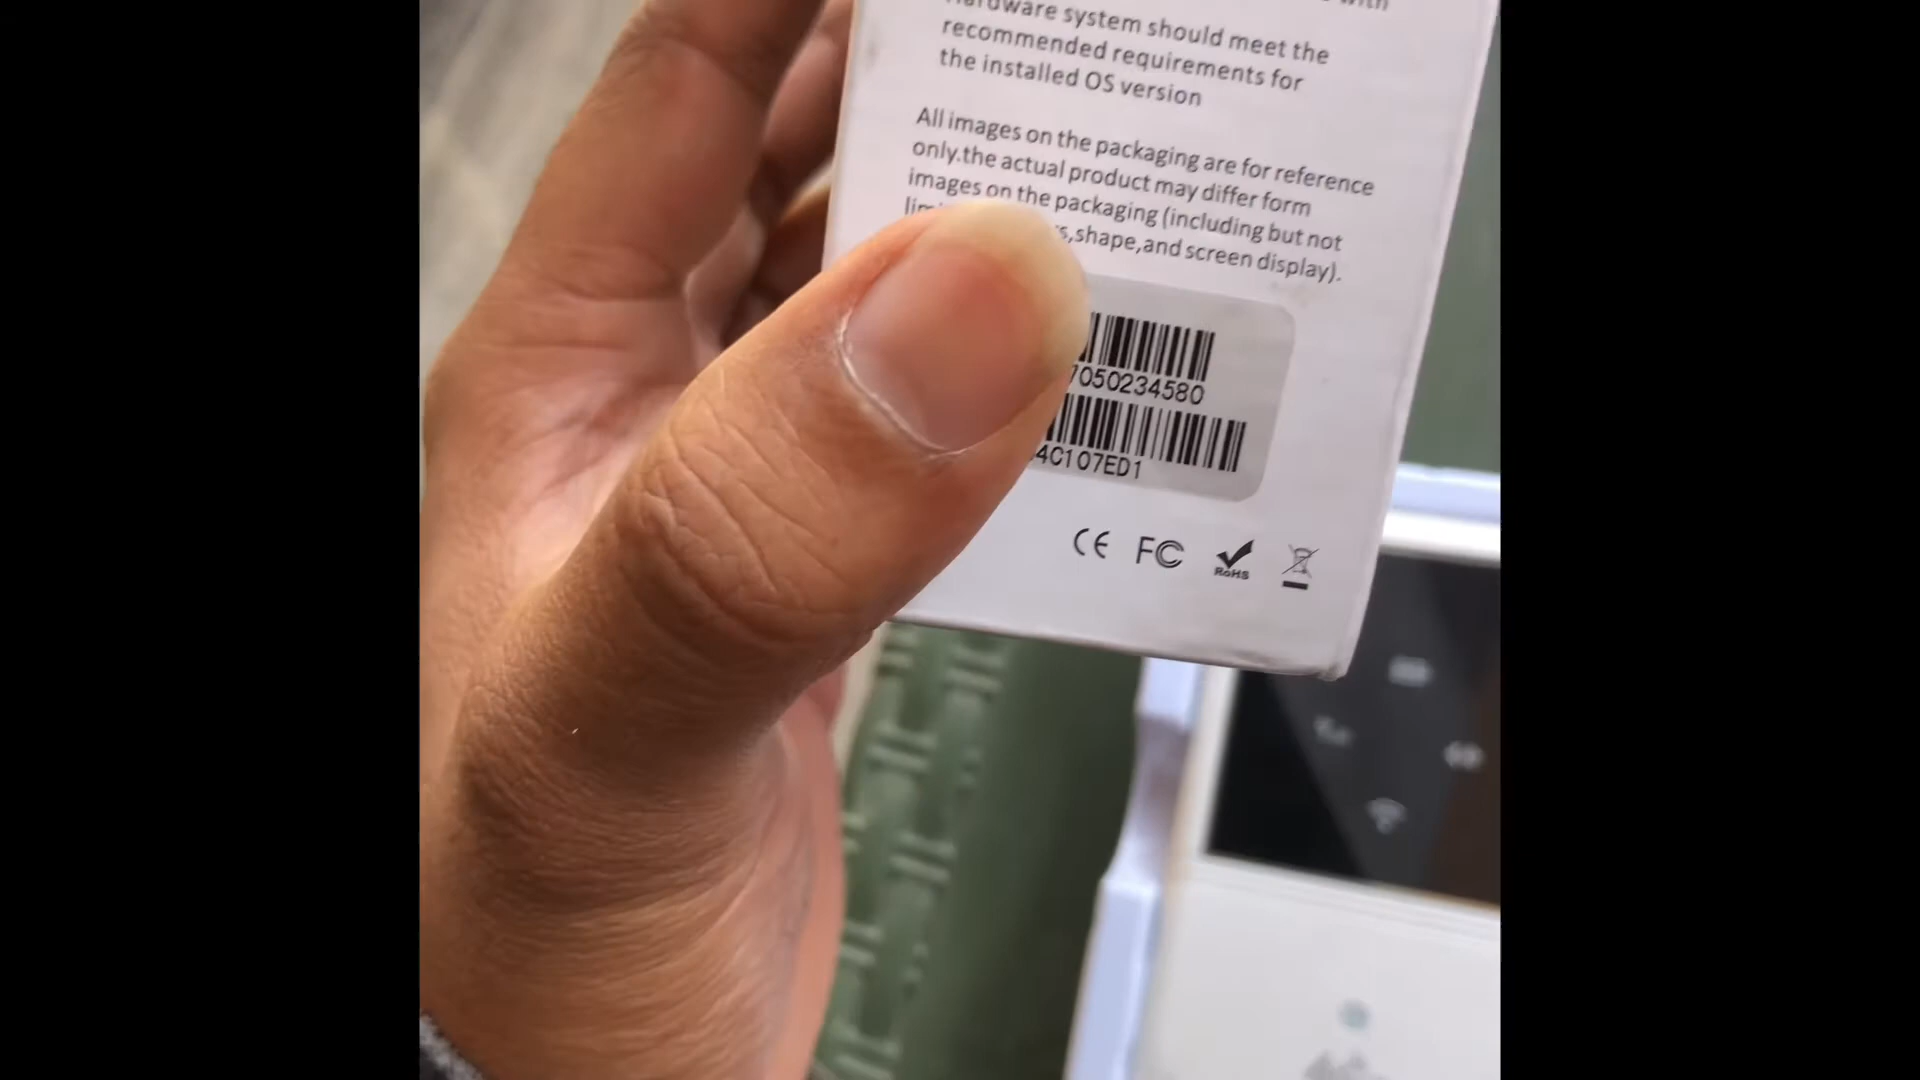 Hardware system should meet the
recommended requirements for
the installed OS version
All images on the packaging are for reference
only.the actual product may differ form
images on the packaging (including but not
,shape,and screen display).
7050234580
4C107ED1
CE FC RoHS